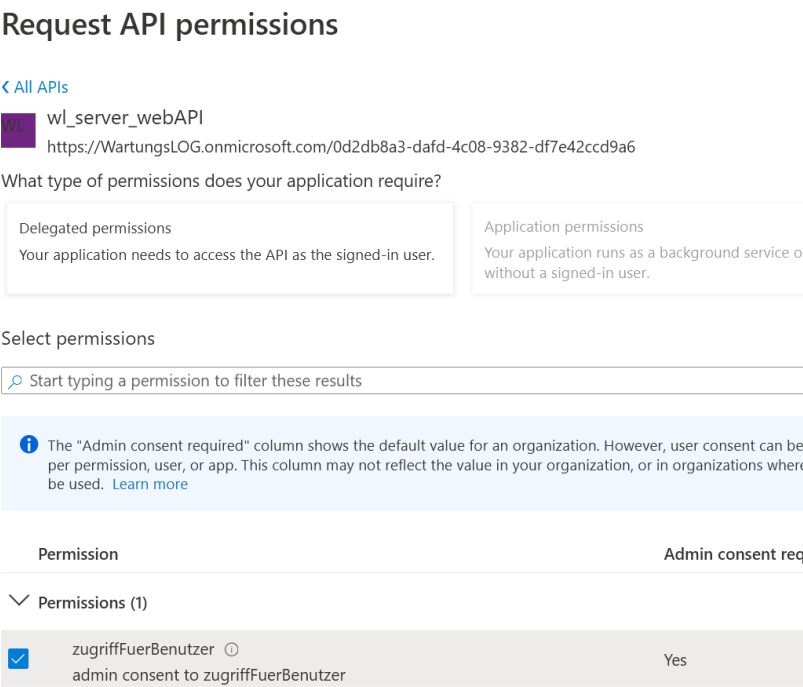 Request API permissions
All APIs
WL
wl_server_webAPI
https://WartungsLOG.onmicrosoft.com/0d2db8a3-dafd-4c08-9382-df7e42ccd9a6
What type of permissions does your application require?
Delegated permissions
Your application needs to access the API as the signed-in user.
Application permissions
Your application runs as a background service o
without a signed-in user.
Select permissions
Start typing a permission to filter these results
The "Admin consent required" column shows the default value for an organization. However, user consent can be
per permission, user, or app. This column may not reflect the value in your organization, or in organizations where
be used. Learn more
Permission
Admin consent req
Permissions (1)
zugriffFuerBenutzer
admin consent to zugriffFuerBenutzer
Yes